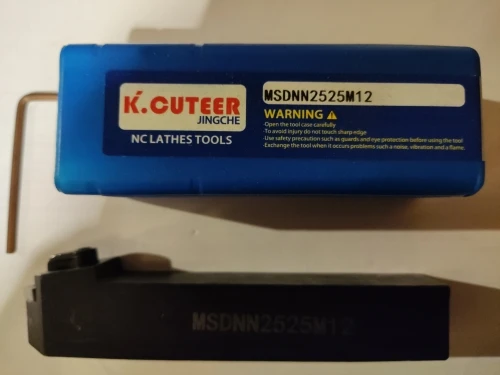 K.CUTEER
JINGCHE
NC LATHES TOOLS
MSDNN2525M12
WARNING
·Open the tool case carefully
·To avoid injury do not touch sharp edge
·Use safety precaution such as guards and eye protection before using the tool
·Exchange the tool when it occurs problems such a noise, vibration and a flame.
MSDNN2525M12